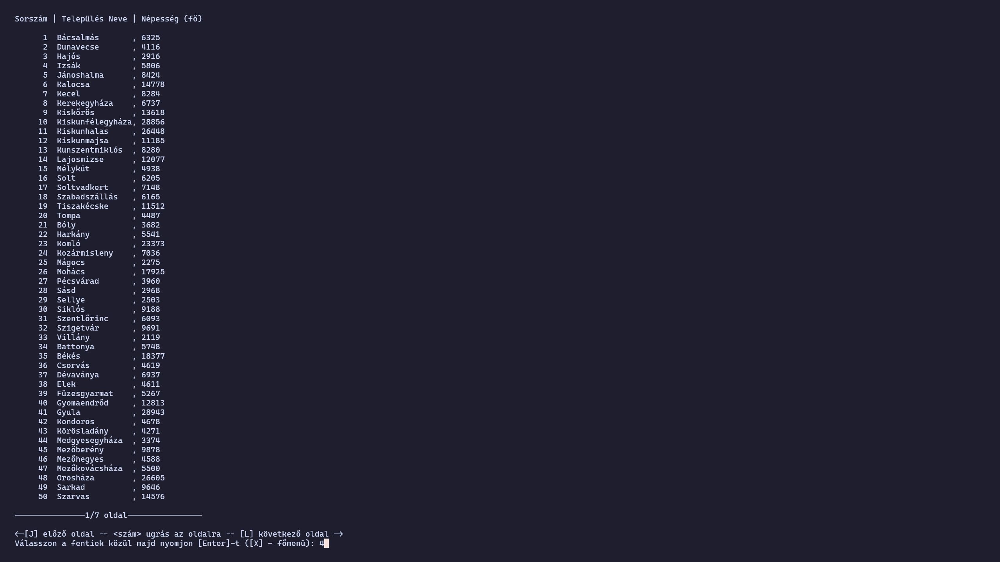 Sorszám | Település Neve | Népesség (fő)
1 Bácsalmás , 6325
2 Dunavecse , 4116
3 Hajós , 2916
4 Izsák , 5806
5 Jánoshalma , 8424
6 Kalocsa , 14778
7 Kecel , 8284
8 Kerekegyháza , 6737
9 Kiskőrös , 13618
10 Kiskunfélegyháza, 28856
11 Kiskunhalas , 26448
12 Kiskunmajsa , 11185
13 Kunszentmiklós , 8280
14 Lajosmizse , 12077
15 Mélykút , 4938
16 Solt , 6205
17 Soltvadkert , 7148
18 Szabadszállás , 6165
19 Tiszakécske , 11512
20 Tompa , 4487
21 Bóly , 3682
22 Harkány , 5541
23 Komló , 23373
24 Kozármisleny , 7036
25 Mágocs , 2275
26 Mohács , 17925
27 Pécsvárad , 3960
28 Sásd , 2968
29 Sellye , 2503
30 Siklós , 9188
31 Szentlőrinc , 6093
32 Szigetvár , 9691
33 Villány , 2119
34 Battonya , 5748
35 Békés , 18377
36 Csorvás , 4619
37 Dévaványa , 6937
38 Elek , 4611
39 Füzesgyarmat , 5267
40 Gyomaendrőd , 12813
41 Gyula , 28943
42 Kondoros , 4678
43 Körösladány , 4271
44 Medgyesegyháza , 3374
45 Mezőberény , 9878
46 Mezőhegyes , 4588
47 Mezőkovácsháza , 5500
48 Orosháza , 26605
49 Sarkad , 9646
50 Szarvas , 14576
———————————————1/7 oldal————————————————
<--[J] előző oldal -- <szám> ugrás az oldalra -- [L] következő oldal -->
Válasszon a fentiek közül majd nyomjon [Enter]-t ([X] - főmenü): 4